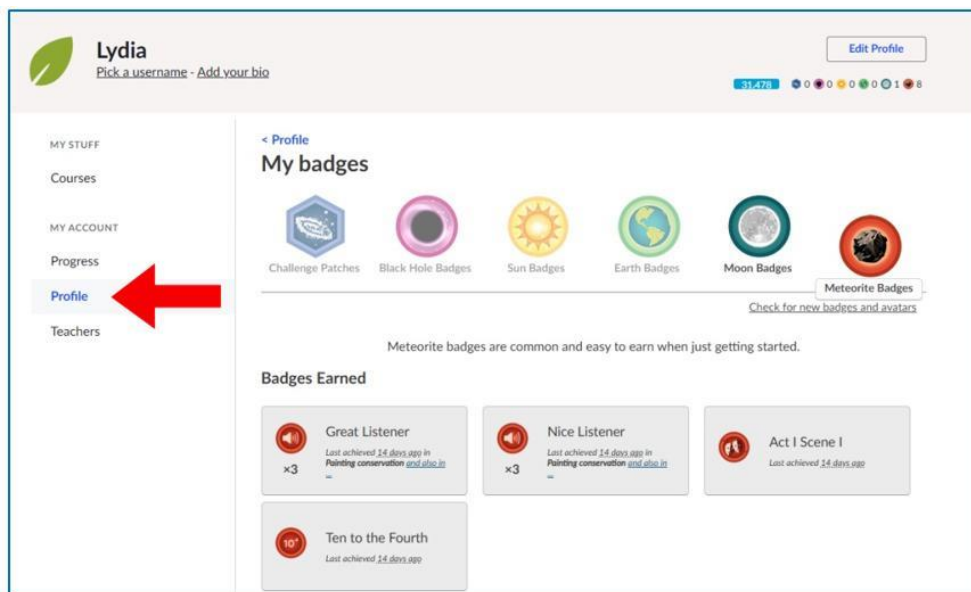 Lydia
Pick a username - Add your bio
Edit Profile
31,478 0 0 0 0 1 8
MY STUFF
Courses
MY ACCOUNT
Progress
Profile
Teachers
< Profile
My badges
Challenge Patches Black Hole Badges Sun Badges Earth Badges Moon Badges Meteorite Badges
Check for new badges and avatars
Meteorite badges are common and easy to earn when just getting started.
Badges Earned
Great Listener
Last achieved 14 days ago in
Painting conservation and also in
...
×3
Nice Listener
Last achieved 14 days ago in
Painting conservation and also in
...
×3
Act I Scene I
Last achieved 14 days ago
10⁴
Ten to the Fourth
Last achieved 14 days ago